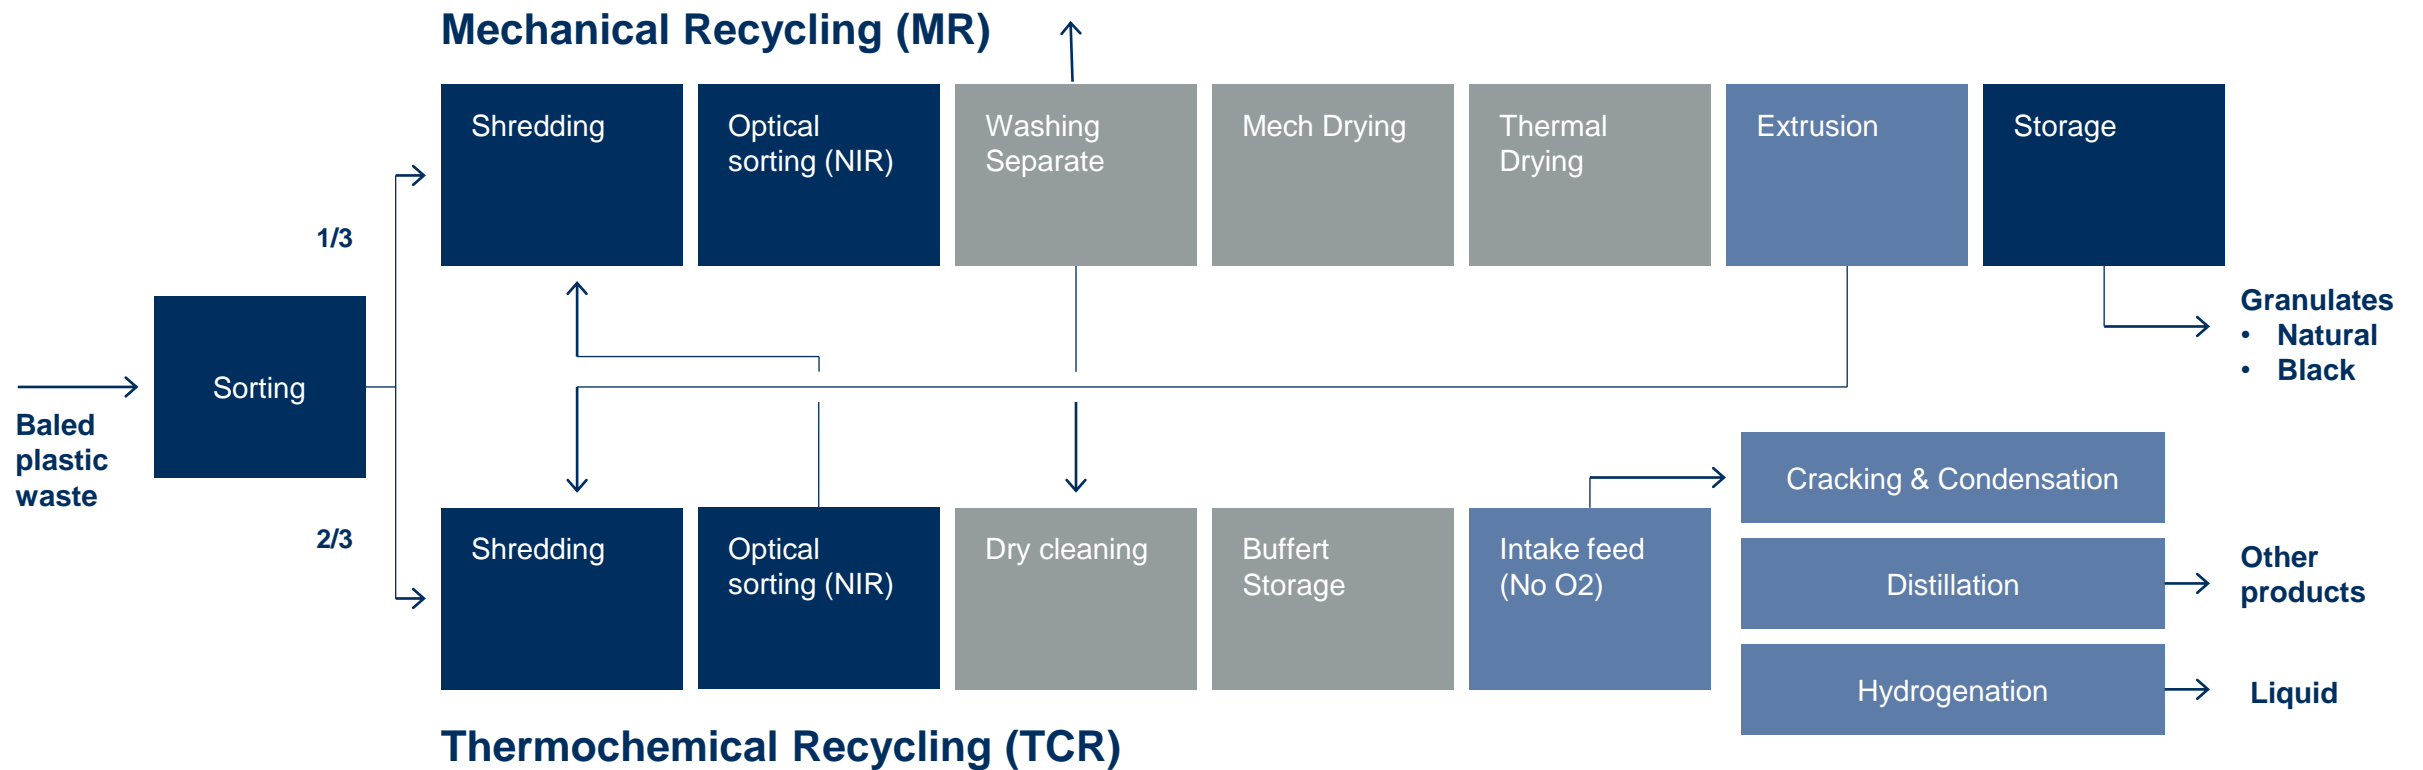 Mechanical Recycling (MR)
Shredding
Optical
sorting (NIR)
Washing
Separate
Mech Drying
Thermal
Drying
Extrusion
Storage
1/3
Granulates
• Natural
• Black
Sorting
Baled
plastic
waste
2/3
Shredding
Optical
sorting (NIR)
Dry cleaning
Buffert
Storage
Intake feed
(No O2)
Cracking & Condensation
Distillation
Other
products
Hydrogenation
Liquid
Thermochemical Recycling (TCR)